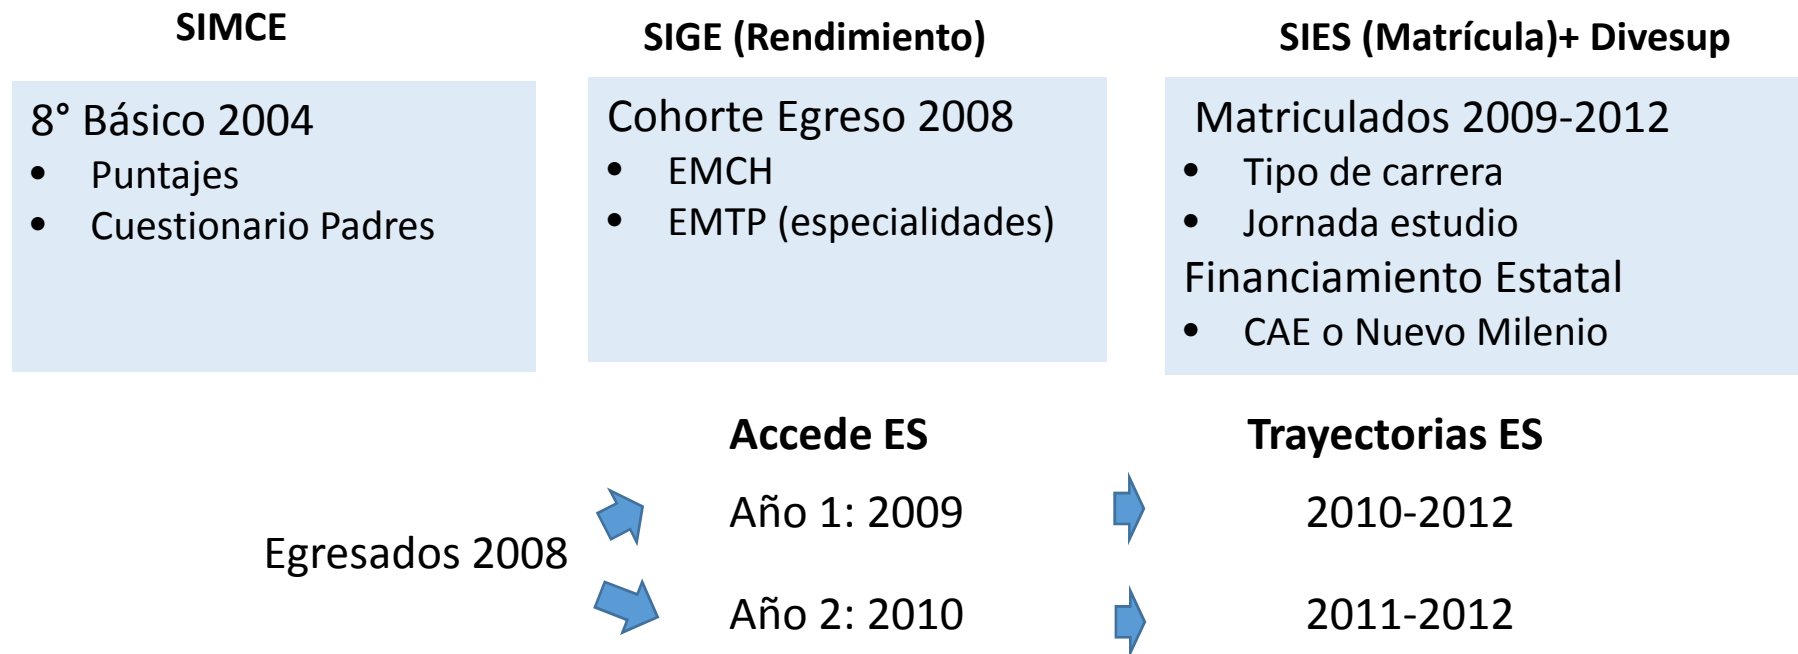 SIMCE
8° Básico 2004
• Puntajes
• Cuestionario Padres
SIGE (Rendimiento)
Cohorte Egreso 2008
• EMCH
• EMTP (especialidades)
SIES (Matrícula)+ Divesup
Matriculados 2009-2012
• Tipo de carrera
• Jornada estudio
Financiamiento Estatal
• CAE o Nuevo Milenio
Accede ES
Trayectorias ES
Egresados 2008
Año 1: 2009
2010-2012
Año 2: 2010
2011-2012